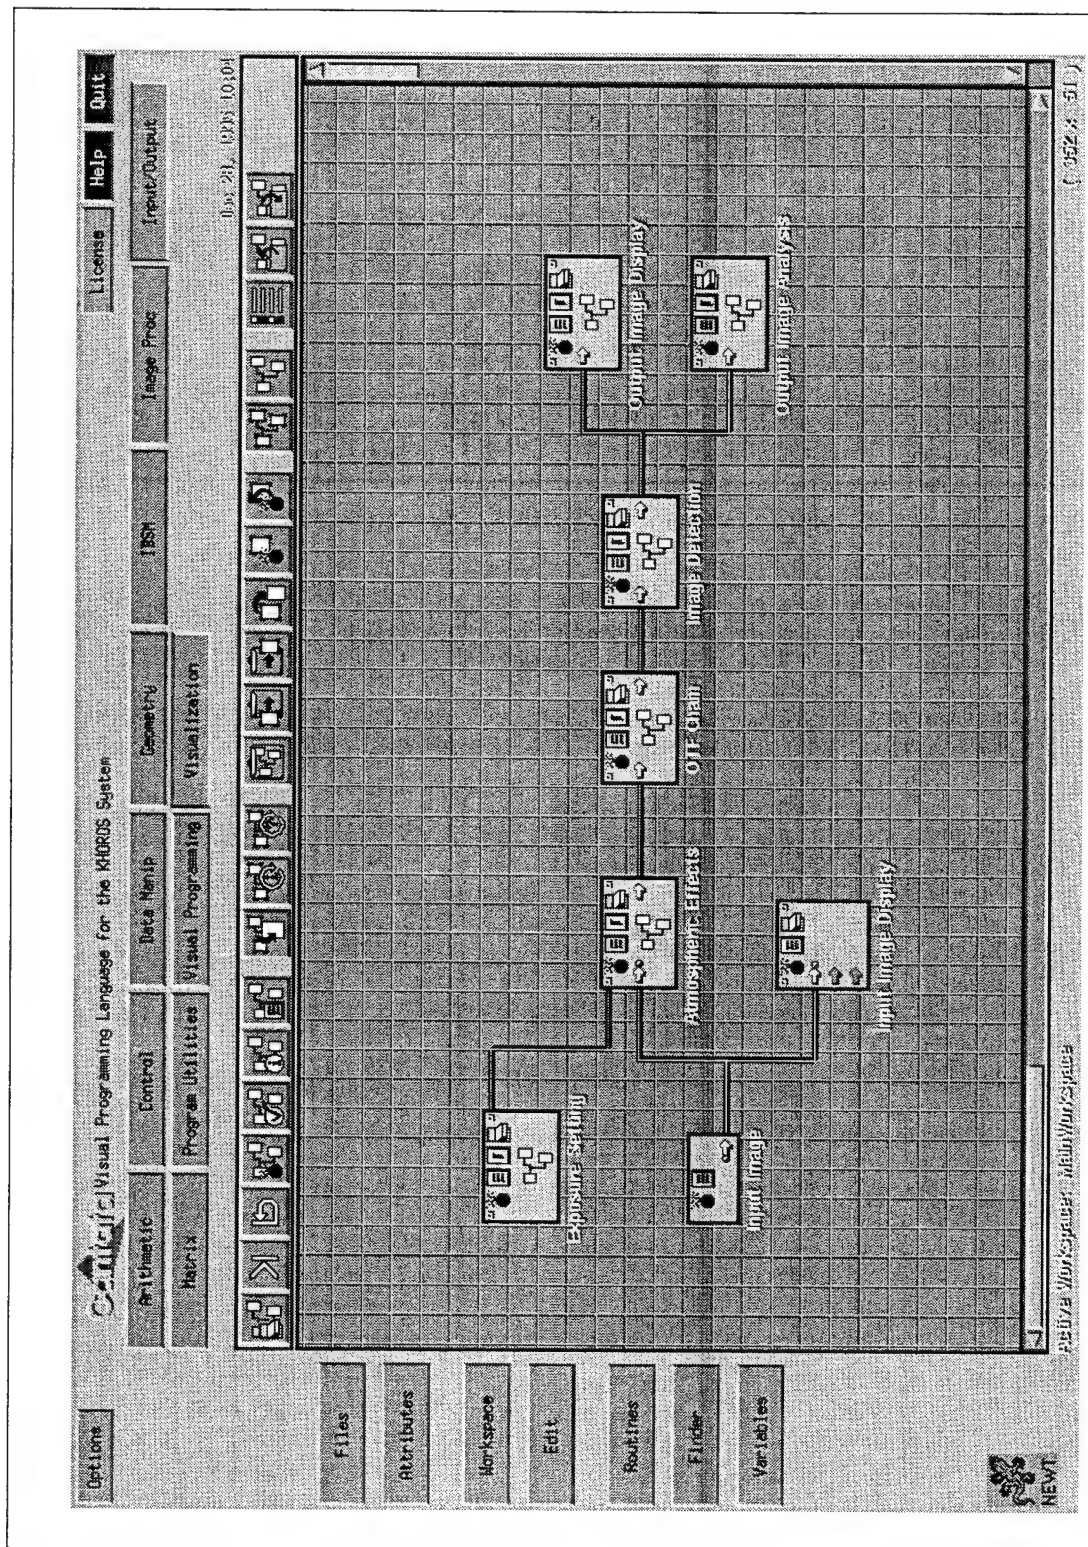 Options
Cantata Visual Programming Language for the KHOROS System
License
Help
Quit
Arithmetic
Control
Data Manip
Geometry
IBSM
Image Proc
Input/Output
Matrix
Program Utilities
Visual Programming
Visualization
10:04
Files
Attributes
Workspace
Edit
Routines
Finder
Variables
Exposure setting
Input Image
Atmospheric Effects
Input Image Display
OTF Chain
Image Detection
Output Image Display
Output Image Analysis
NEWT
Active Workspace: MainWorkspace